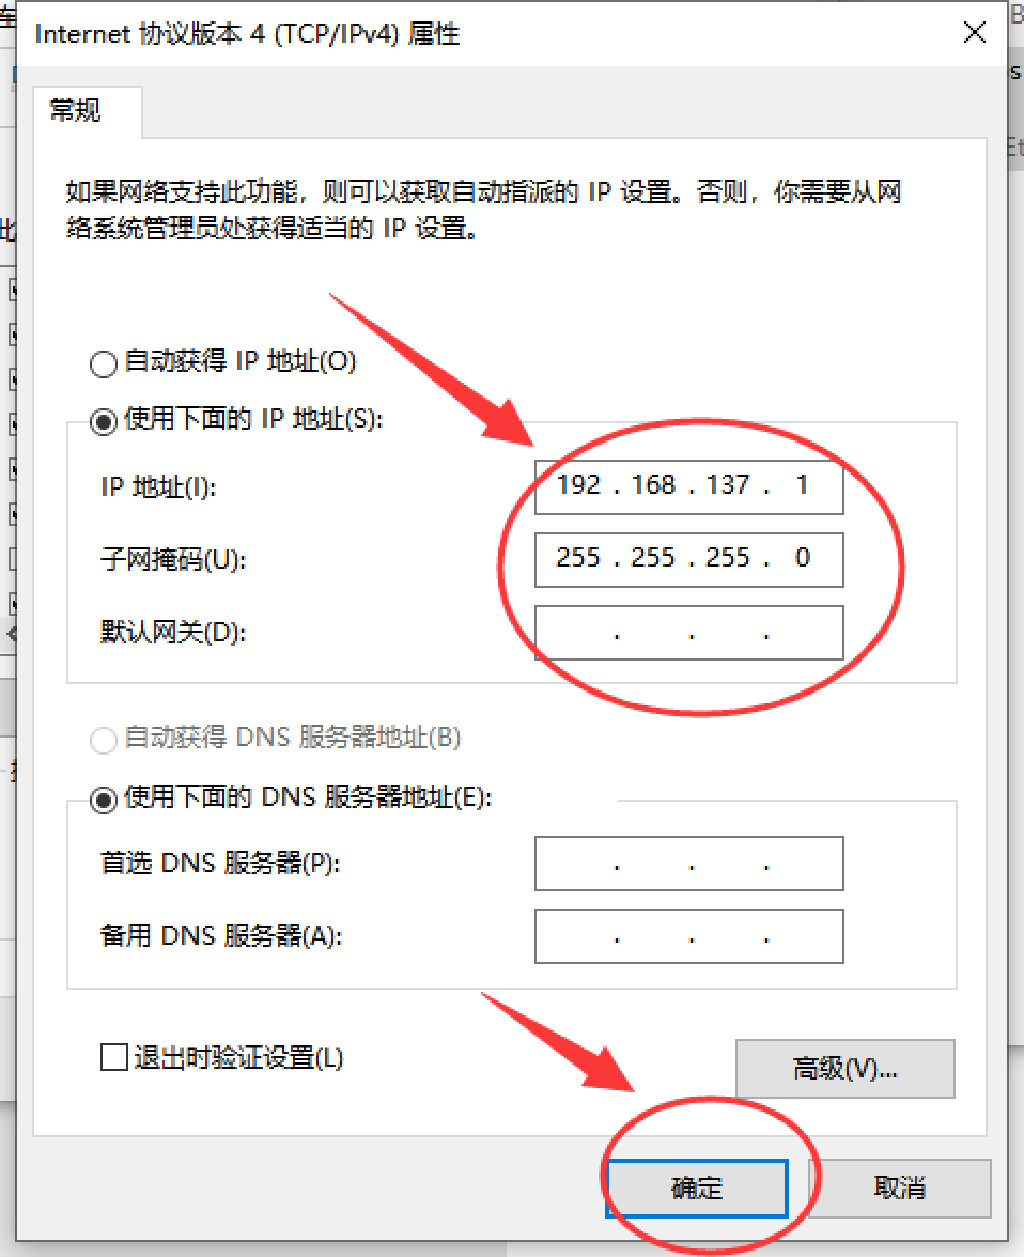 Internet 协议版本 4 (TCP/IPv4) 属性
常规
如果网络支持此功能，则可以获取自动指派的 IP 设置。否则，你需要从网
络系统管理员处获得适当的 IP 设置。
自动获得 IP 地址(O)
使用下面的 IP 地址(S):
IP 地址(I): 192 . 168 . 137 . 1
子网掩码(U): 255 . 255 . 255 . 0
默认网关(D): . . .
自动获得 DNS 服务器地址(B)
使用下面的 DNS 服务器地址(E):
首选 DNS 服务器(P): . . .
备用 DNS 服务器(A): . . .
退出时验证设置(L)
高级(V)...
确定 取消